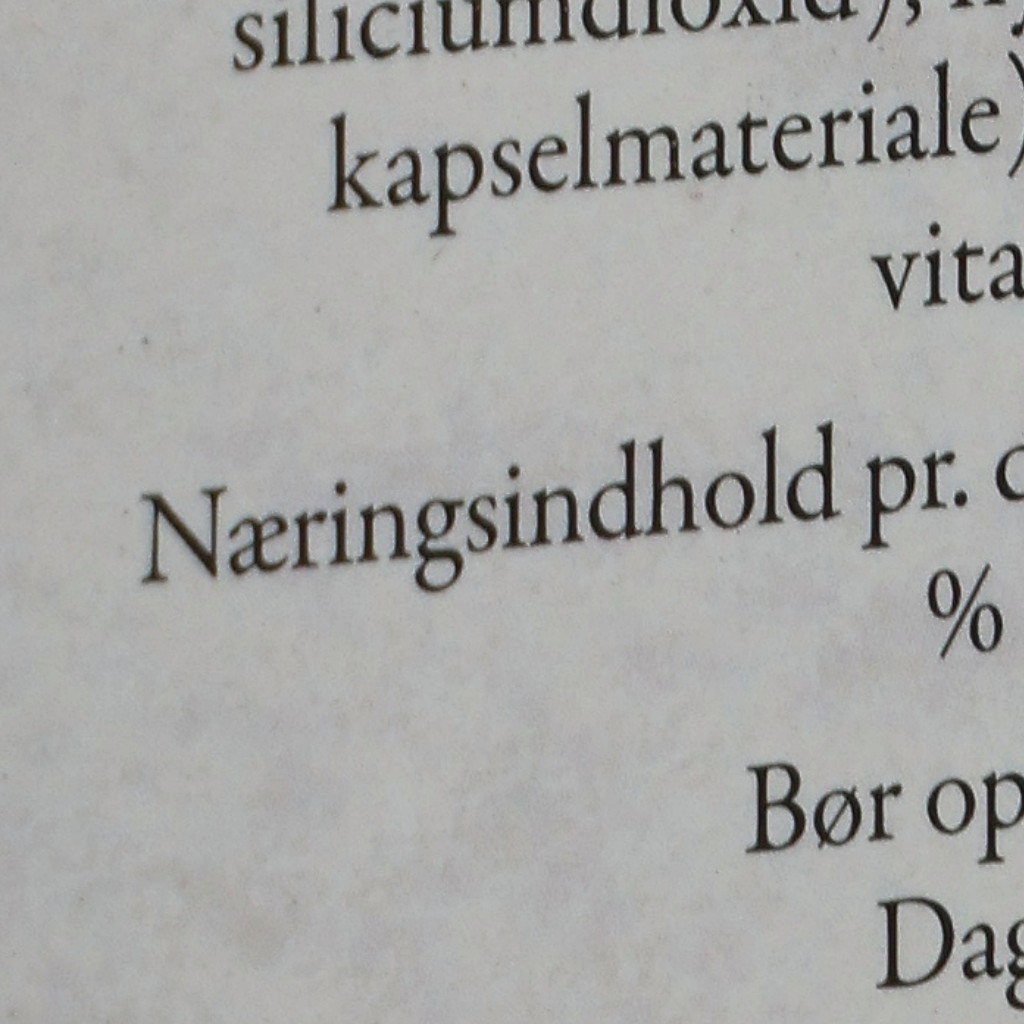 siliciumdioxid),
kapselmateriale)
vita
Næringsindhold pr.
%
Bør op
Dag